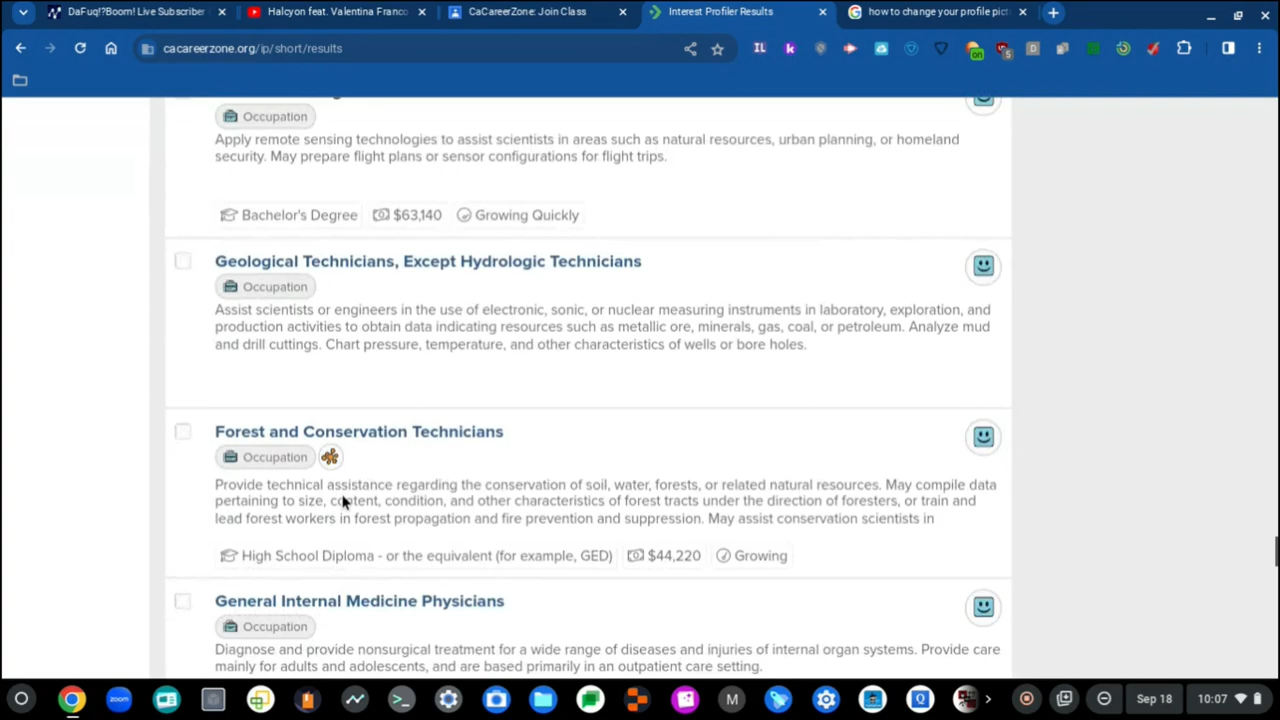 DaFuq!?Boom! Live Subscriber
Halcyon feat. Valentina Franco
CaCareerZone: Join Class
Interest Profiler Results
how to change your profile pict
cacareerzone.org/ip/short/results
Occupation
Apply remote sensing technologies to assist scientists in areas such as natural resources, urban planning, or homeland
security. May prepare flight plans or sensor configurations for flight trips.
Bachelor's Degree $63,140 Growing Quickly
Geological Technicians, Except Hydrologic Technicians
Occupation
Assist scientists or engineers in the use of electronic, sonic, or nuclear measuring instruments in laboratory, exploration, and
production activities to obtain data indicating resources such as metallic ore, minerals, gas, coal, or petroleum. Analyze mud
and drill cuttings. Chart pressure, temperature, and other characteristics of wells or bore holes.
Forest and Conservation Technicians
Occupation
Provide technical assistance regarding the conservation of soil, water, forests, or related natural resources. May compile data
pertaining to size, content, condition, and other characteristics of forest tracts under the direction of foresters, or train and
lead forest workers in forest propagation and fire prevention and suppression. May assist conservation scientists in
High School Diploma - or the equivalent (for example, GED) $44,220 Growing
General Internal Medicine Physicians
Occupation
Diagnose and provide nonsurgical treatment for a wide range of diseases and injuries of internal organ systems. Provide care
mainly for adults and adolescents, and are based primarily in an outpatient care setting.
zoom
Sep 18
10:07